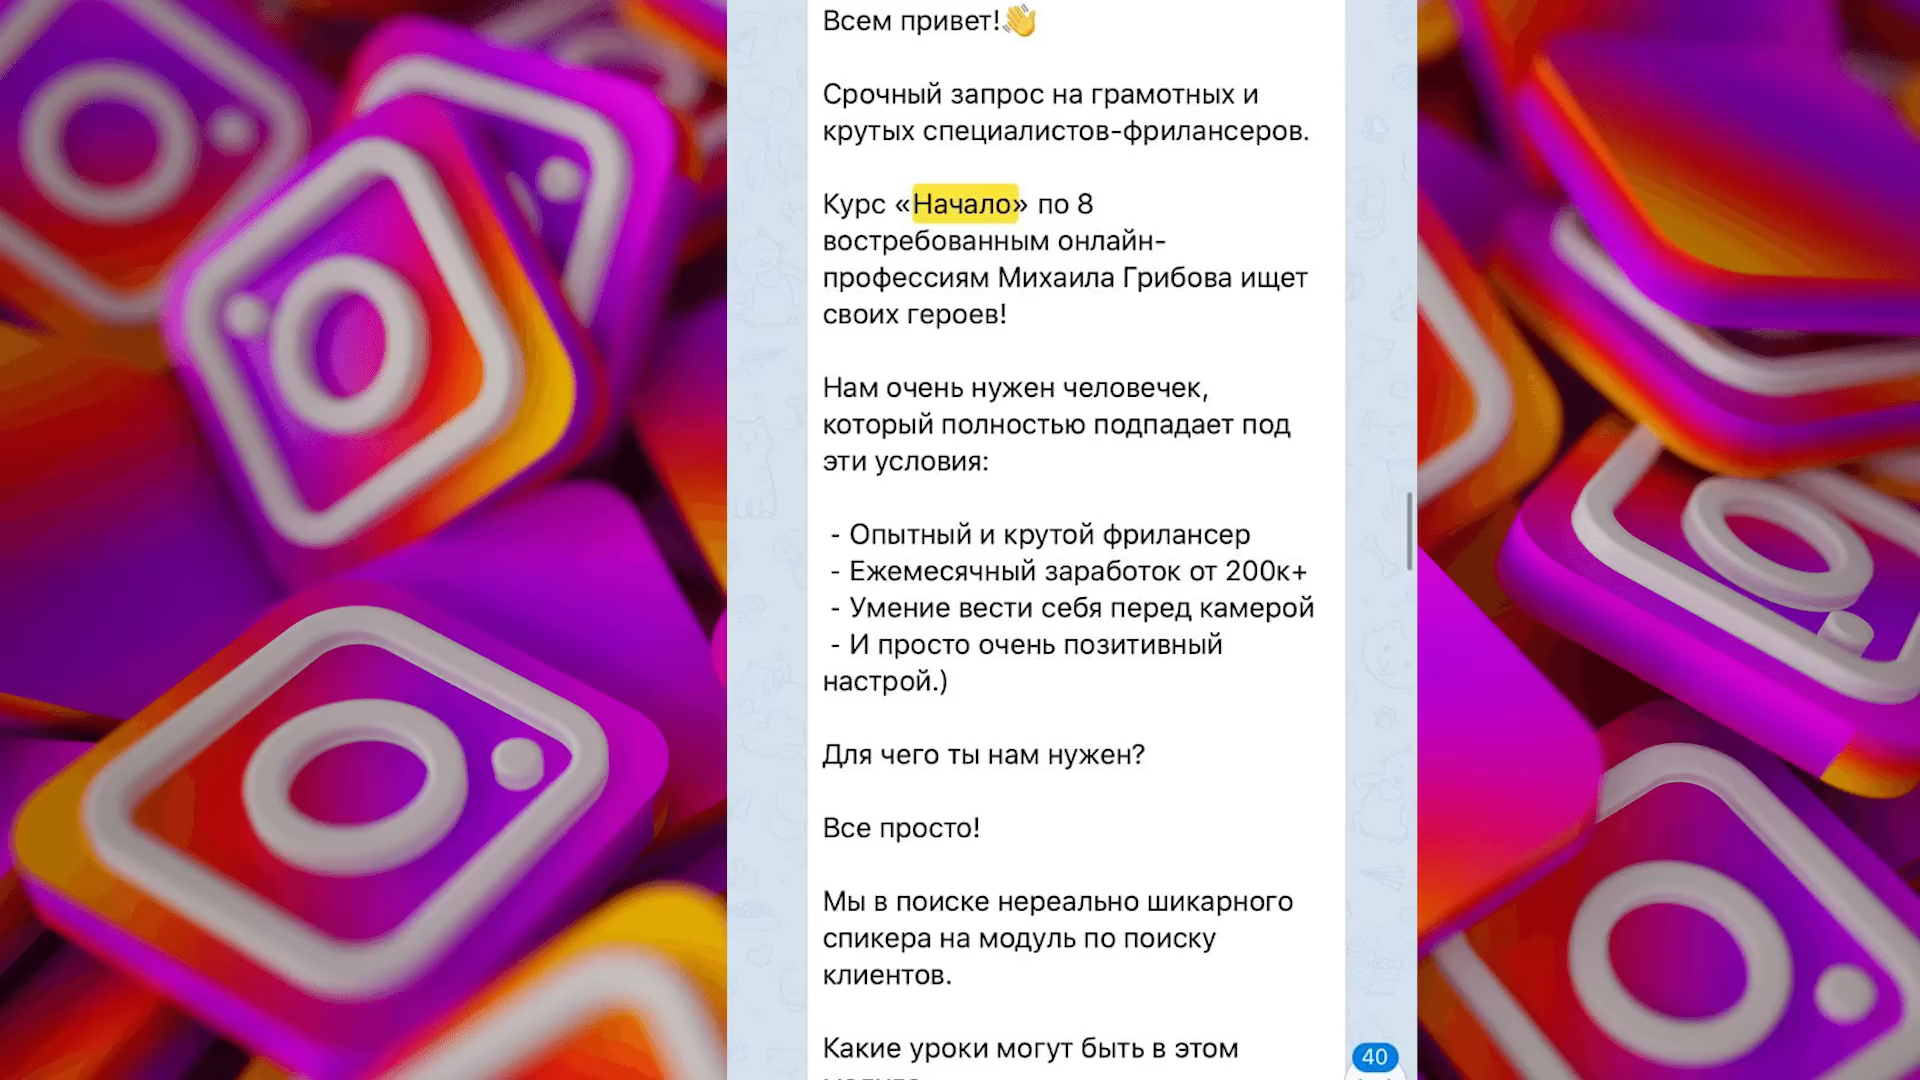 Всем привет!👋
Срочный запрос на грамотных и
крутых специалистов-фрилансеров.
Курс «Начало» по 8
востребованным онлайн-
профессиям Михаила Грибова ищет
своих героев!
Нам очень нужен человечек,
который полностью подпадает под
эти условия:
- Опытный и крутой фрилансер
- Ежемесячный заработок от 200к+
- Умение вести себя перед камерой
- И просто очень позитивный
настрой.)
Для чего ты нам нужен?
Все просто!
Мы в поиске нереально шикарного
спикера на модуль по поиску
клиентов.
Какие уроки могут быть в этом
40